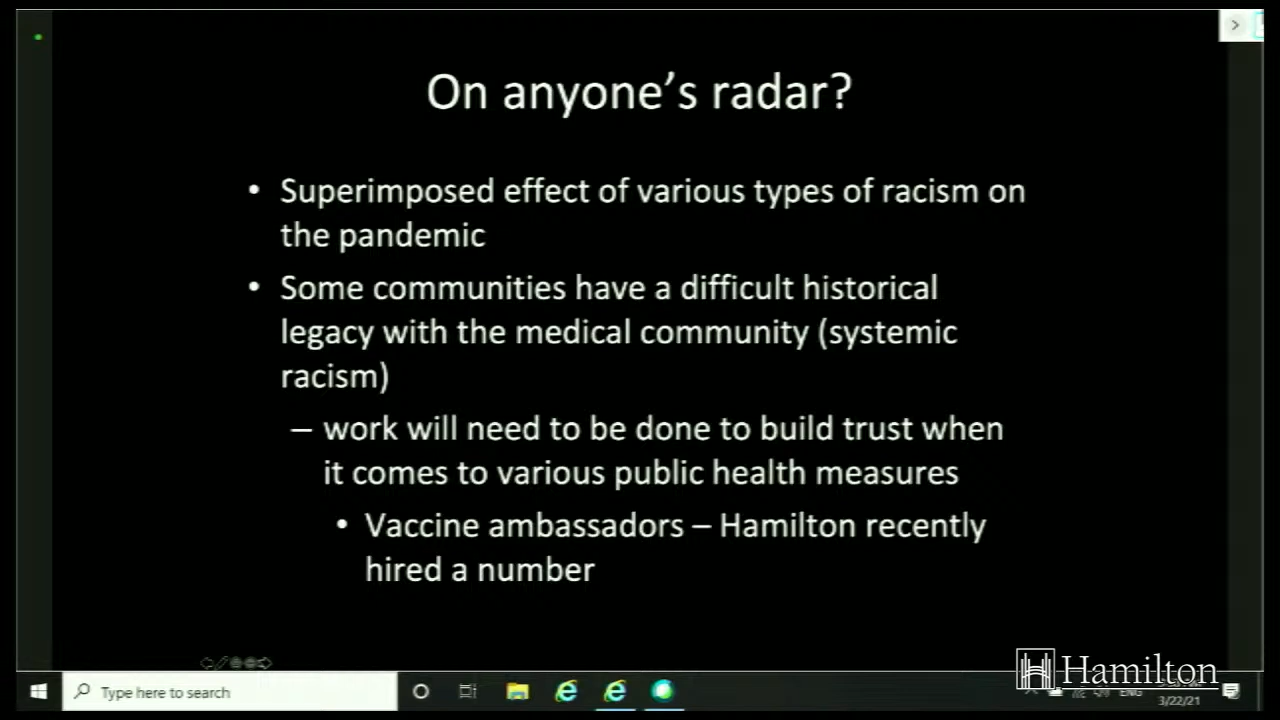 On anyone's radar?
• Superimposed effect of various types of racism on
the pandemic
• Some communities have a difficult historical
legacy with the medical community (systemic
racism)
– work will need to be done to build trust when
it comes to various public health measures
• Vaccine ambassadors – Hamilton recently
hired a number
Hamilton
Type here to search
ENG
3/22/21